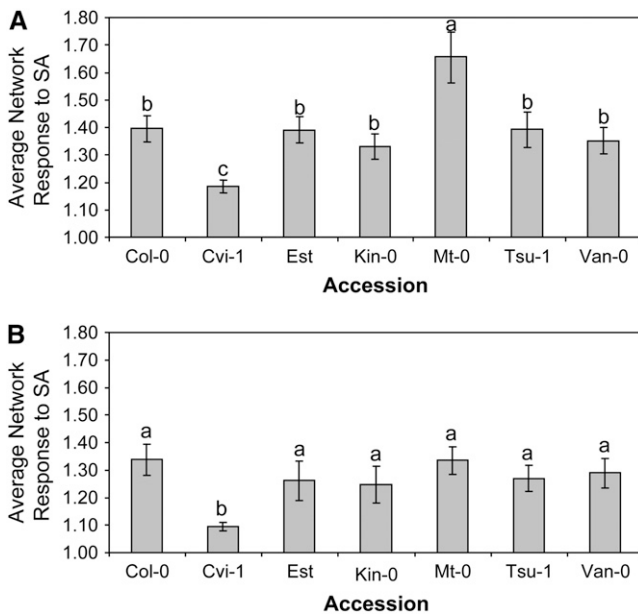 A
Average Network
Response to SA
1.80
1.70
1.60
1.50
1.40
1.30
1.20
1.10
1.00
b
c
b
b
a
b
b
Col-0 Cvi-1 Est Kin-0 Mt-0 Tsu-1 Van-0
Accession
B
Average Network
Response to SA
1.80
1.70
1.60
1.50
1.40
1.30
1.20
1.10
1.00
a
b
a
a
a
a
a
Col-0 Cvi-1 Est Kin-0 Mt-0 Tsu-1 Van-0
Accession